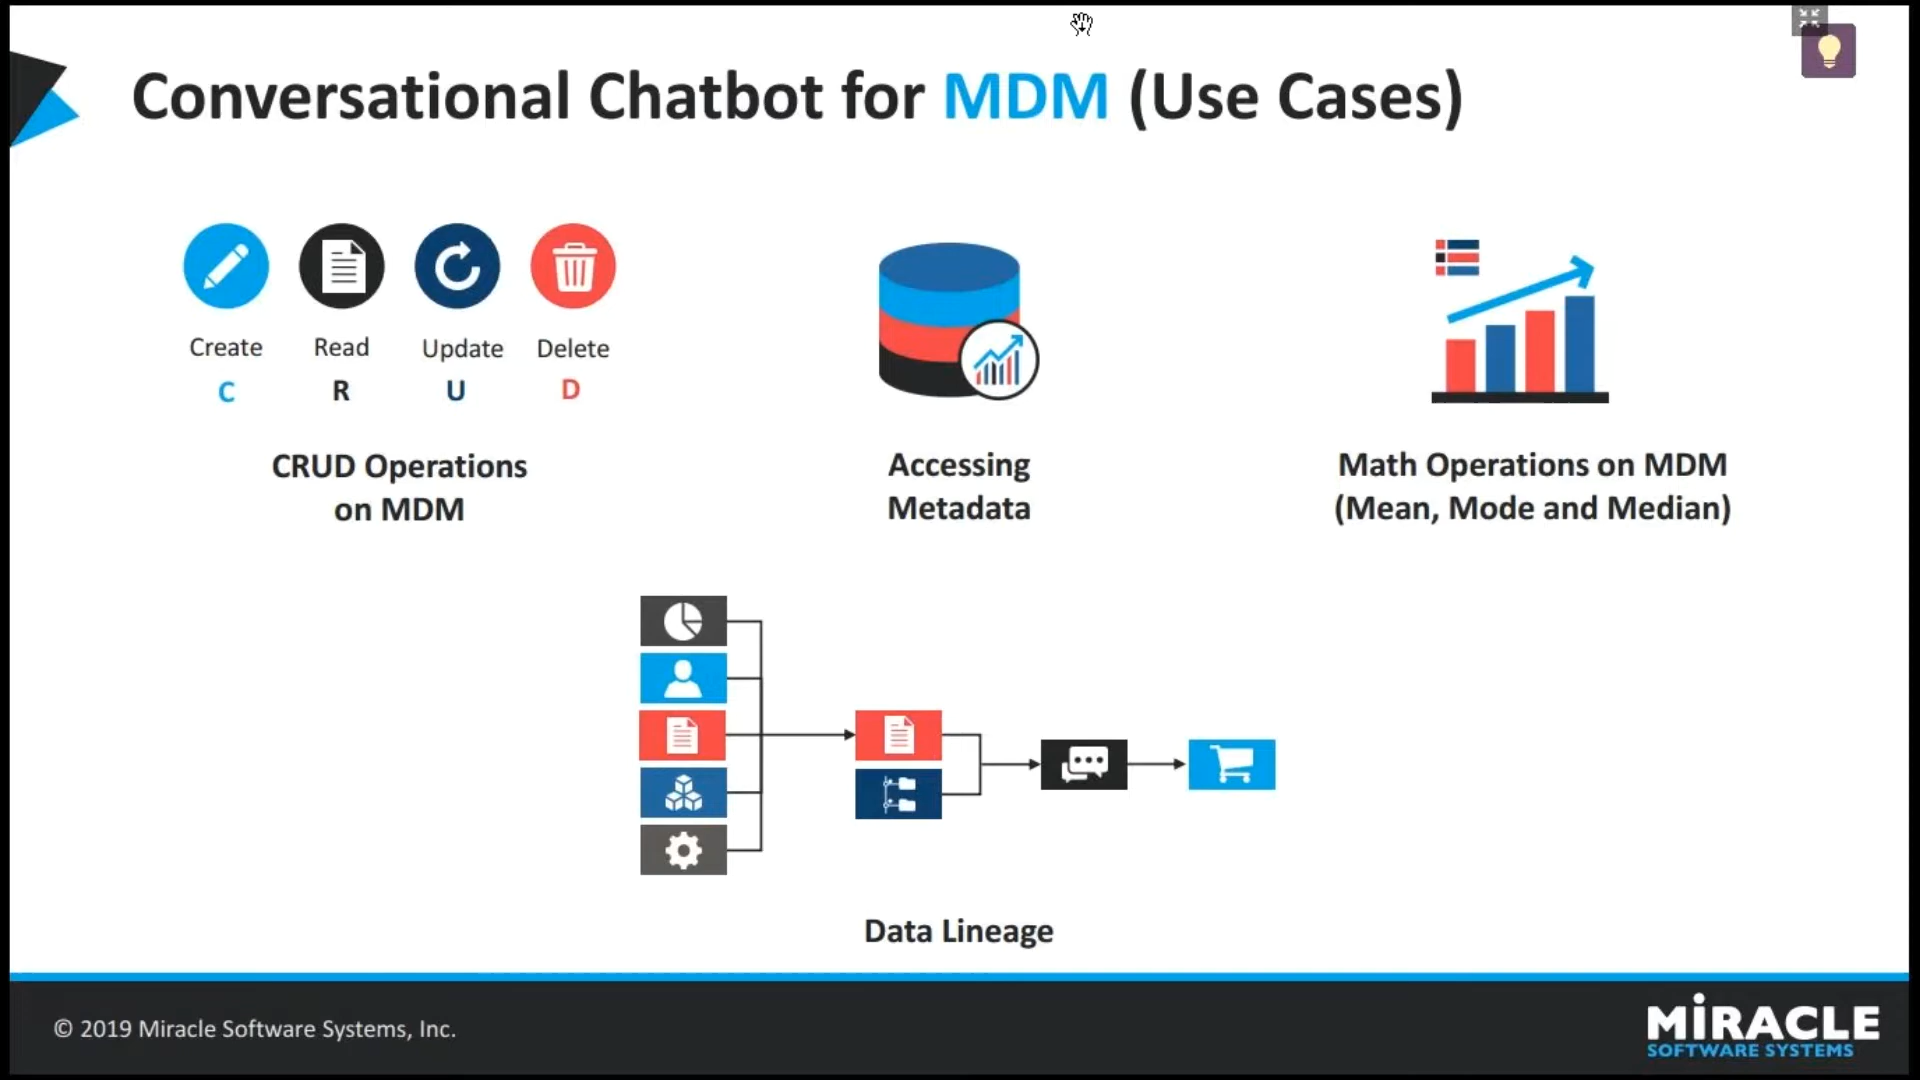 Conversational Chatbot for MDM (Use Cases)
Create Read Update Delete
C R U D
CRUD Operations
on MDM
Accessing
Metadata
Math Operations on MDM
(Mean, Mode and Median)
Data Lineage
© 2019 Miracle Software Systems, Inc.
MiRACLE
SOFTWARE SYSTEMS